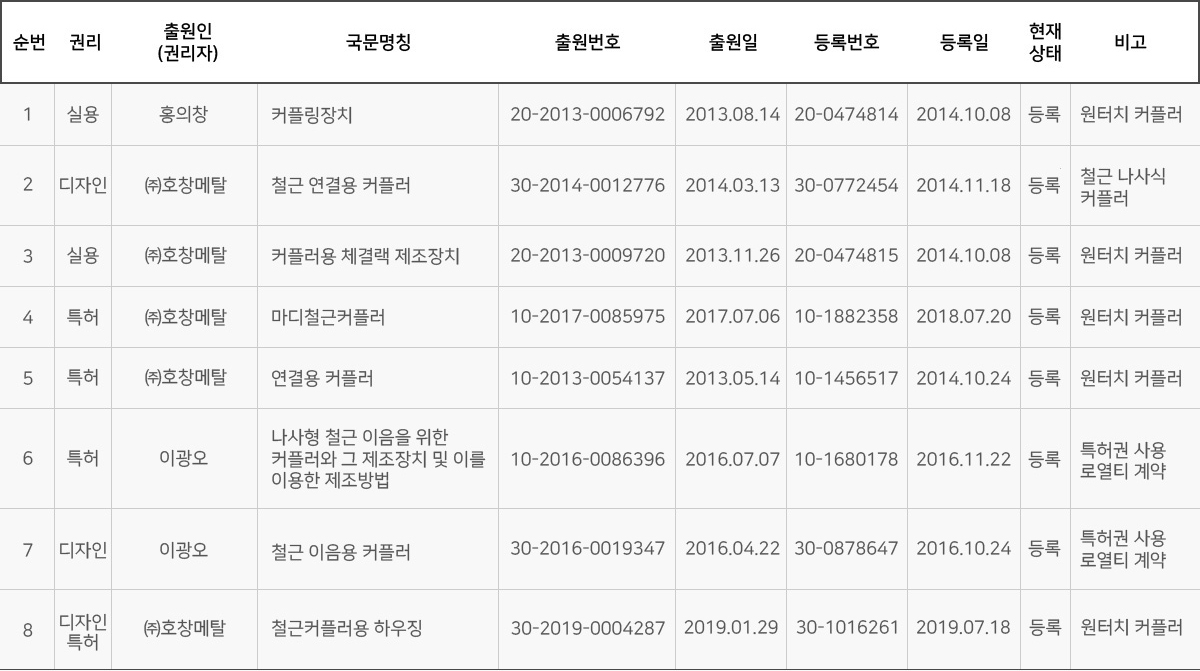 순번 권리 출원인 (권리자) 국문명칭 출원번호 출원일 등록번호 등록일 현재 상태 비고
1 실용 홍의창 커플링장치 20-2013-0006792 2013.08.14 20-0474814 2014.10.08 등록 원터치 커플러
2 디자인 ㈜호창메탈 철근 연결용 커플러 30-2014-0012776 2014.03.13 30-0772454 2014.11.18 등록 철근 나사식 커플러
3 실용 ㈜호창메탈 커플러용 체결랙 제조장치 20-2013-0009720 2013.11.26 20-0474815 2014.10.08 등록 원터치 커플러
4 특허 ㈜호창메탈 마디철근커플러 10-2017-0085975 2017.07.06 10-1882358 2018.07.20 등록 원터치 커플러
5 특허 ㈜호창메탈 연결용 커플러 10-2013-0054137 2013.05.14 10-1456517 2014.10.24 등록 원터치 커플러
6 특허 이광오 나사형 철근 이음을 위한 커플러와 그 제조장치 및 이를 이용한 제조방법 10-2016-0086396 2016.07.07 10-1680178 2016.11.22 등록 특허권 사용 로열티 계약
7 디자인 이광오 철근 이음용 커플러 30-2016-0019347 2016.04.22 30-0878647 2016.10.24 등록 특허권 사용 로열티 계약
8 디자인 특허 ㈜호창메탈 철근커플러용 하우징 30-2019-0004287 2019.01.29 30-1016261 2019.07.18 등록 원터치 커플러